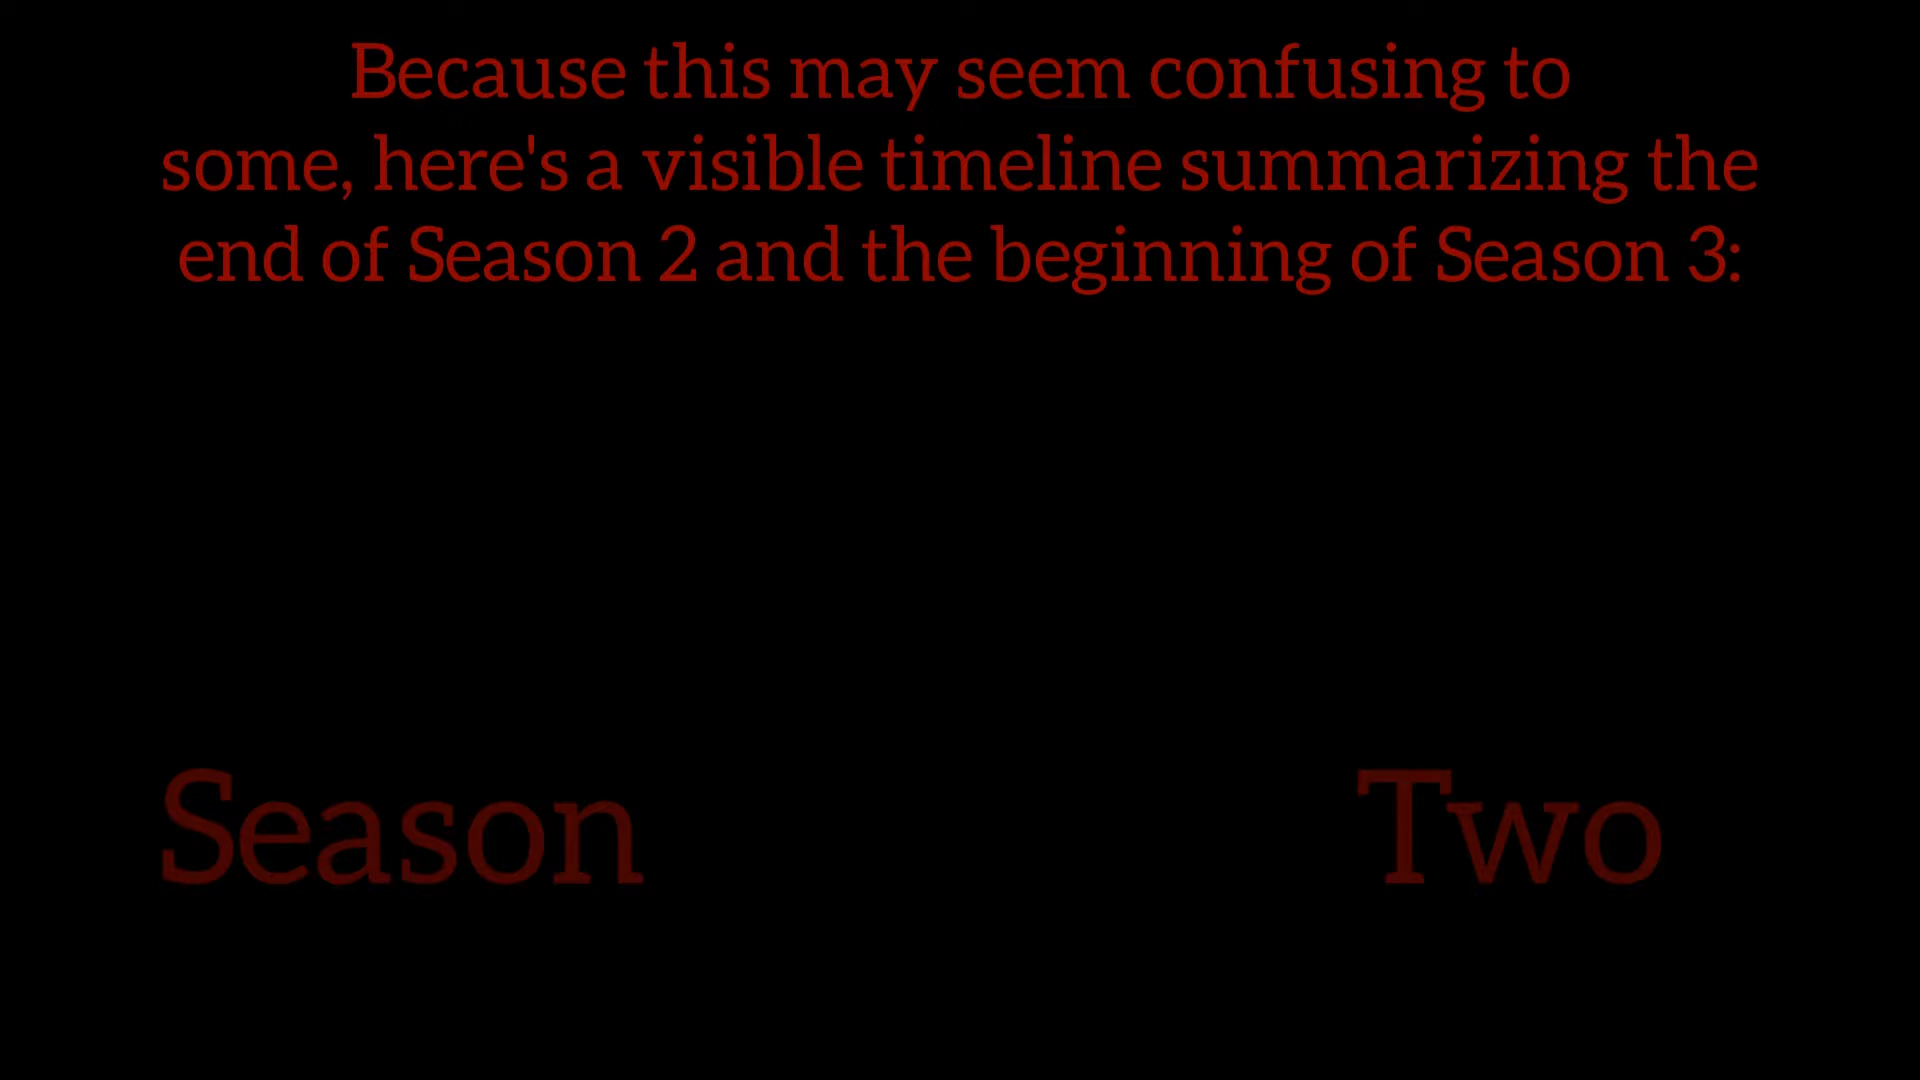 Because this may seem confusing to
some, here's a visible timeline summarizing the
end of Season 2 and the beginning of Season 3:
Season Two